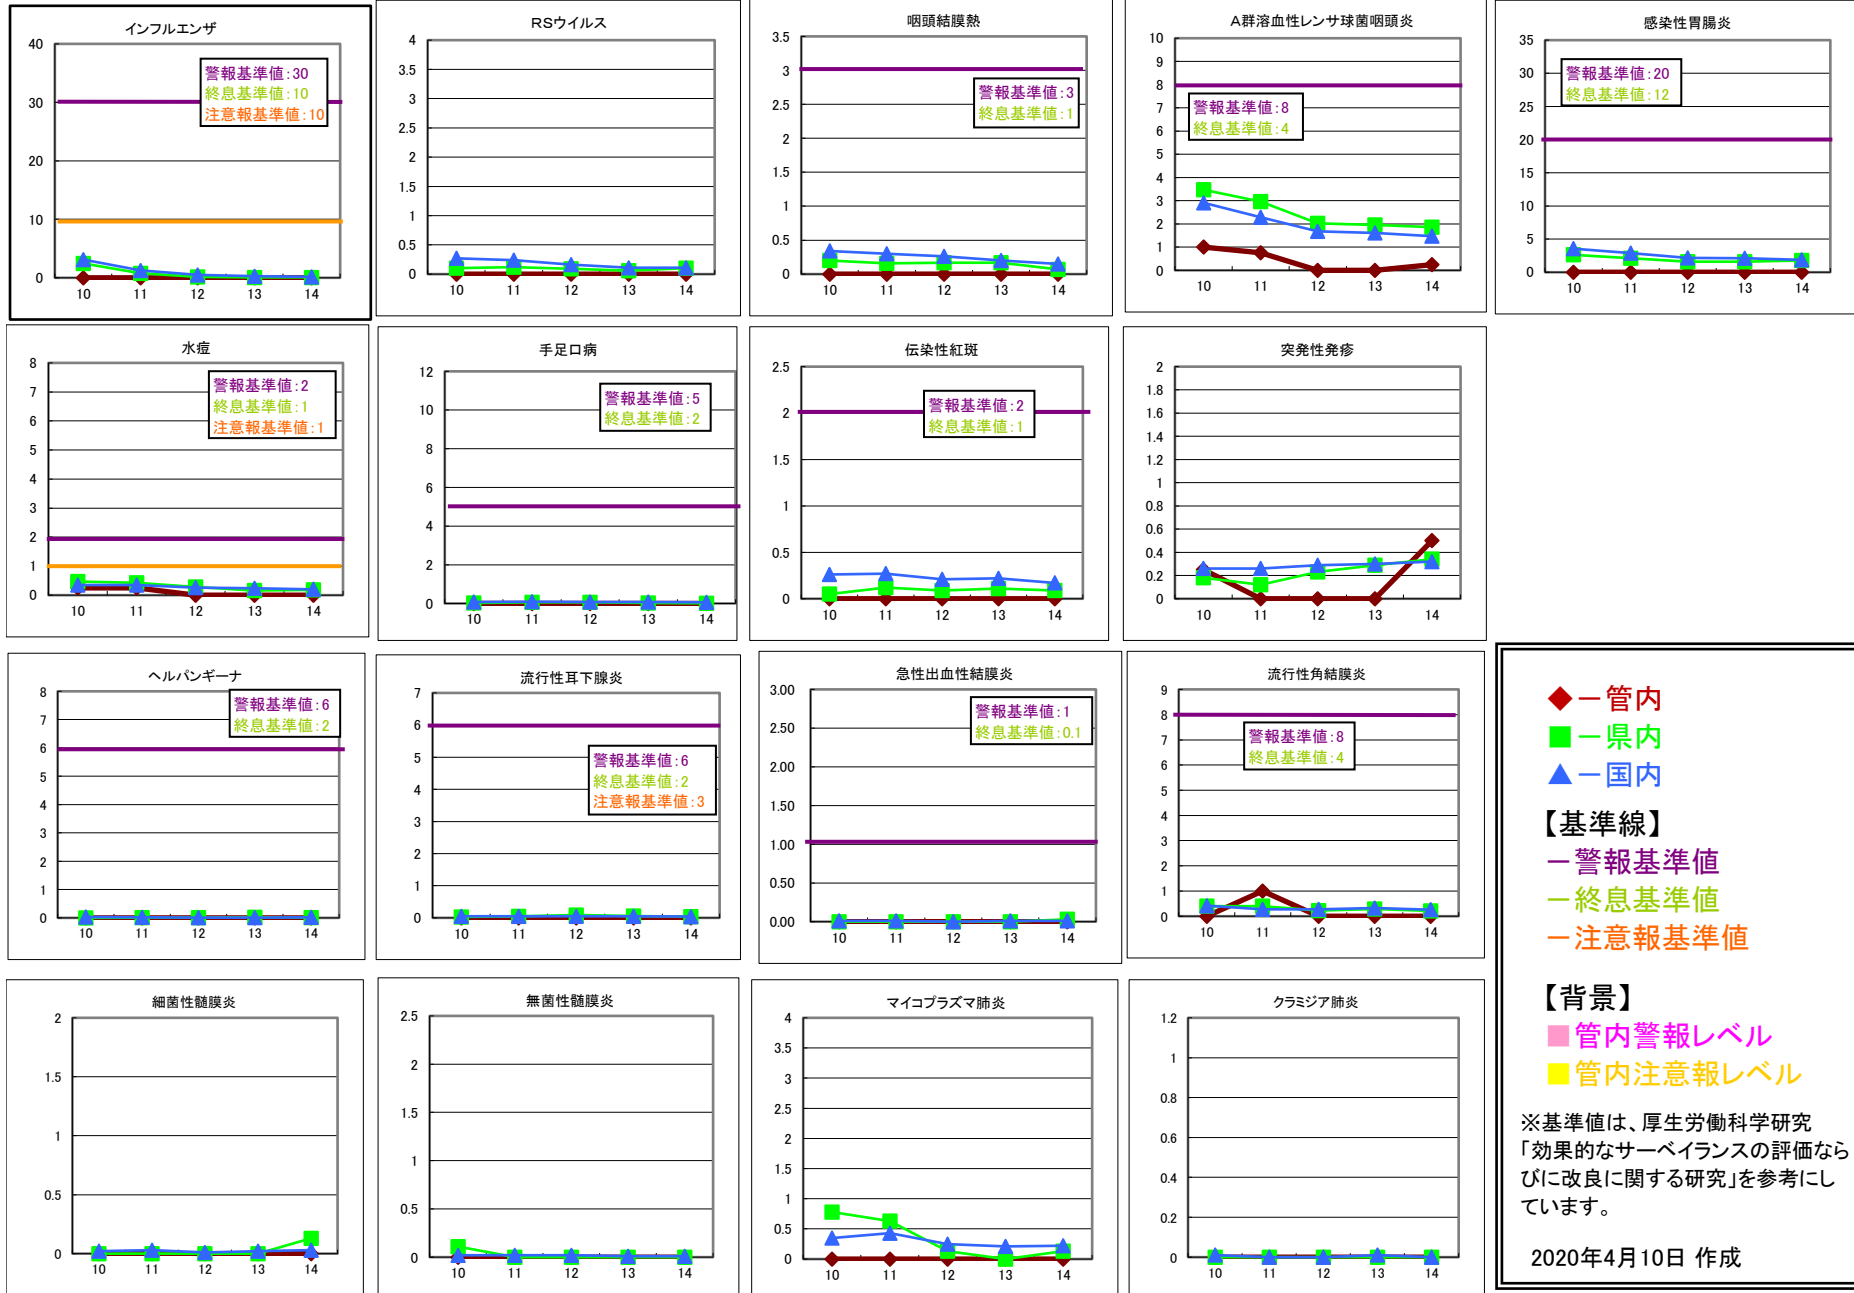 インフルエンザ
40
30
20
10
0
警報基準値:30
終息基準値:10
注意報基準値:10
10 11 12 13 14
RSウイルス
4
3.5
3
2.5
2
1.5
1
0.5
0
10 11 12 13 14
咽頭結膜熱
3.5
3
2.5
2
1.5
1
0.5
0
警報基準値:3
終息基準値:1
10 11 12 13 14
A群溶血性レンサ球菌咽頭炎
10
9
8
7
6
5
4
3
2
1
0
警報基準値:8
終息基準値:4
10 11 12 13 14
感染性胃腸炎
35
30
25
20
15
10
5
0
警報基準値:20
終息基準値:12
10 11 12 13 14
水痘
8
7
6
5
4
3
2
1
0
警報基準値:2
終息基準値:1
注意報基準値:1
10 11 12 13 14
手足口病
12
10
8
6
4
2
0
警報基準値:5
終息基準値:2
10 11 12 13 14
伝染性紅斑
2.5
2
1.5
1
0.5
0
警報基準値:2
終息基準値:1
10 11 12 13 14
突発性発疹
2
1.8
1.6
1.4
1.2
1
0.8
0.6
0.4
0.2
0
10 11 12 13 14
ヘルパンギーナ
8
7
6
5
4
3
2
1
0
警報基準値:6
終息基準値:2
10 11 12 13 14
流行性耳下腺炎
7
6
5
4
3
2
1
0
警報基準値:6
終息基準値:2
注意報基準値:3
10 11 12 13 14
急性出血性結膜炎
3.00
2.50
2.00
1.50
1.00
0.50
0.00
警報基準値:1
終息基準値:0.1
10 11 12 13 14
流行性角結膜炎
9
8
7
6
5
4
3
2
1
0
警報基準値:8
終息基準値:4
10 11 12 13 14
細菌性髄膜炎
2
1.5
1
0.5
0
10 11 12 13 14
無菌性髄膜炎
2.5
2
1.5
1
0.5
0
10 11 12 13 14
マイコプラズマ肺炎
4
3.5
3
2.5
2
1.5
1
0.5
0
10 11 12 13 14
クラミジア肺炎
1.2
1
0.8
0.6
0.4
0.2
0
10 11 12 13 14
◆－管内
■－県内
▲－国内
【基準線】
－警報基準値
－終息基準値
－注意報基準値
【背景】
■管内警報レベル
■管内注意報レベル
※基準値は、厚生労働科学研究
「効果的なサーベイランスの評価なら
びに改良に関する研究」を参考にし
ています。
2020年4月10日 作成